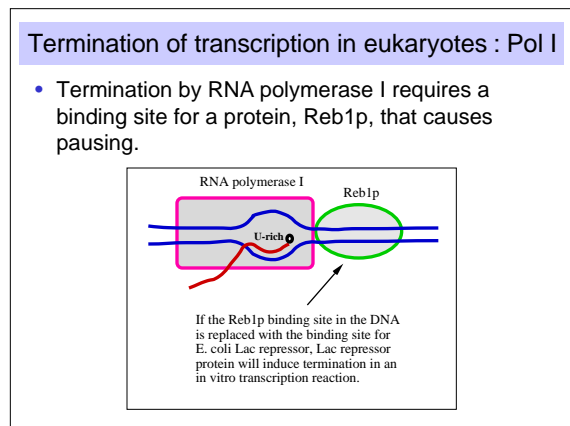 Termination of transcription in eukaryotes : Pol I
• Termination by RNA polymerase I requires a
binding site for a protein, Reb1p, that causes
pausing.
RNA polymerase I
Reb1p
U-rich
If the Reb1p binding site in the DNA
is replaced with the binding site for
E. coli Lac repressor, Lac repressor
protein will induce termination in an
in vitro transcription reaction.